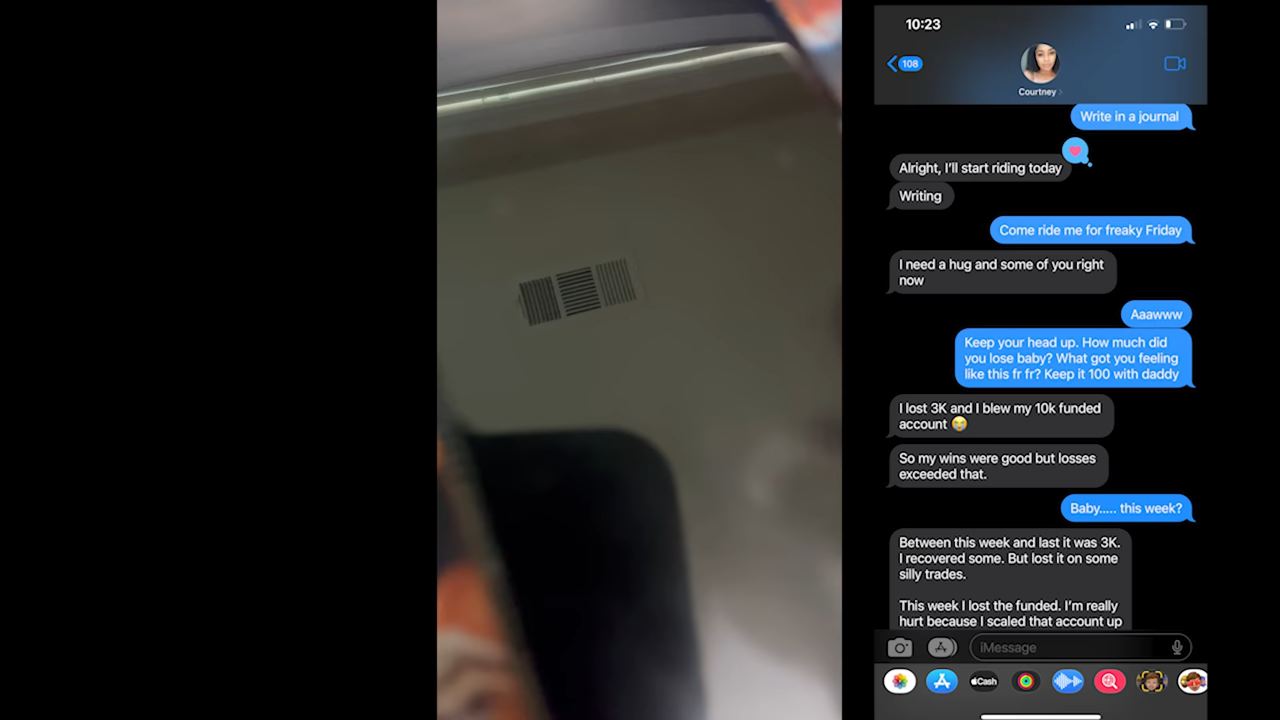 10:23
108
Courtney
Write in a journal
Alright, I'll start riding today
Writing
Come ride me for freaky Friday
I need a hug and some of you right
now
Aaawww
Keep your head up. How much did
you lose baby? What got you feeling
like this fr fr? Keep it 100 with daddy
I lost 3K and I blew my 10k funded
account 😭
So my wins were good but losses
exceeded that.
Baby..... this week?
Between this week and last it was 3K.
I recovered some. But lost it on some
silly trades.
This week I lost the funded. I'm really
hurt because I scaled that account up
iMessage
Cash